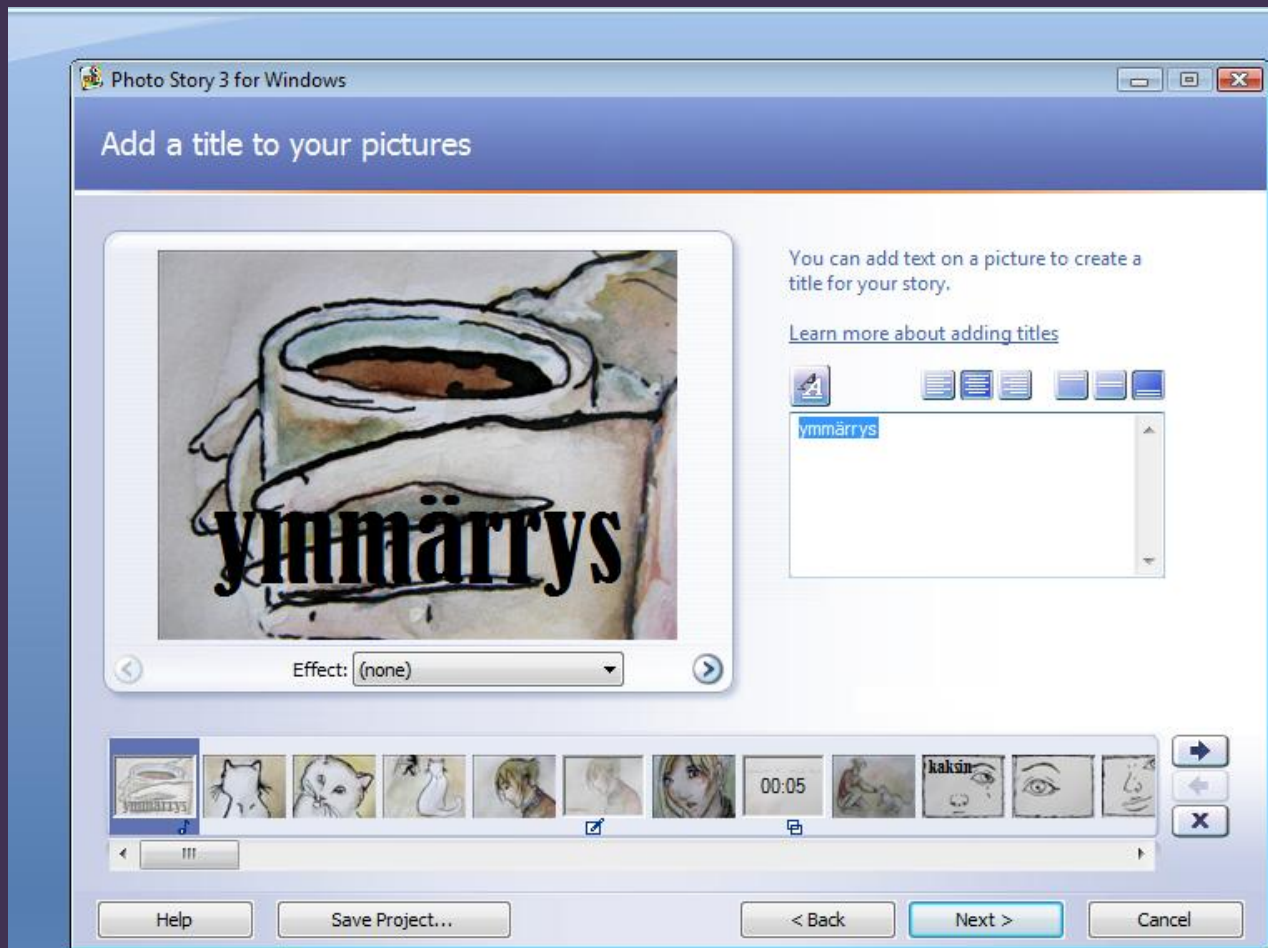 Photo Story 3 for Windows
Add a title to your pictures
You can add text on a picture to create a
title for your story.
Learn more about adding titles
ymmärrys
ymmärrys
Effect: (none)
ymmärrys
00:05
kaksin
Help
Save Project...
< Back
Next >
Cancel